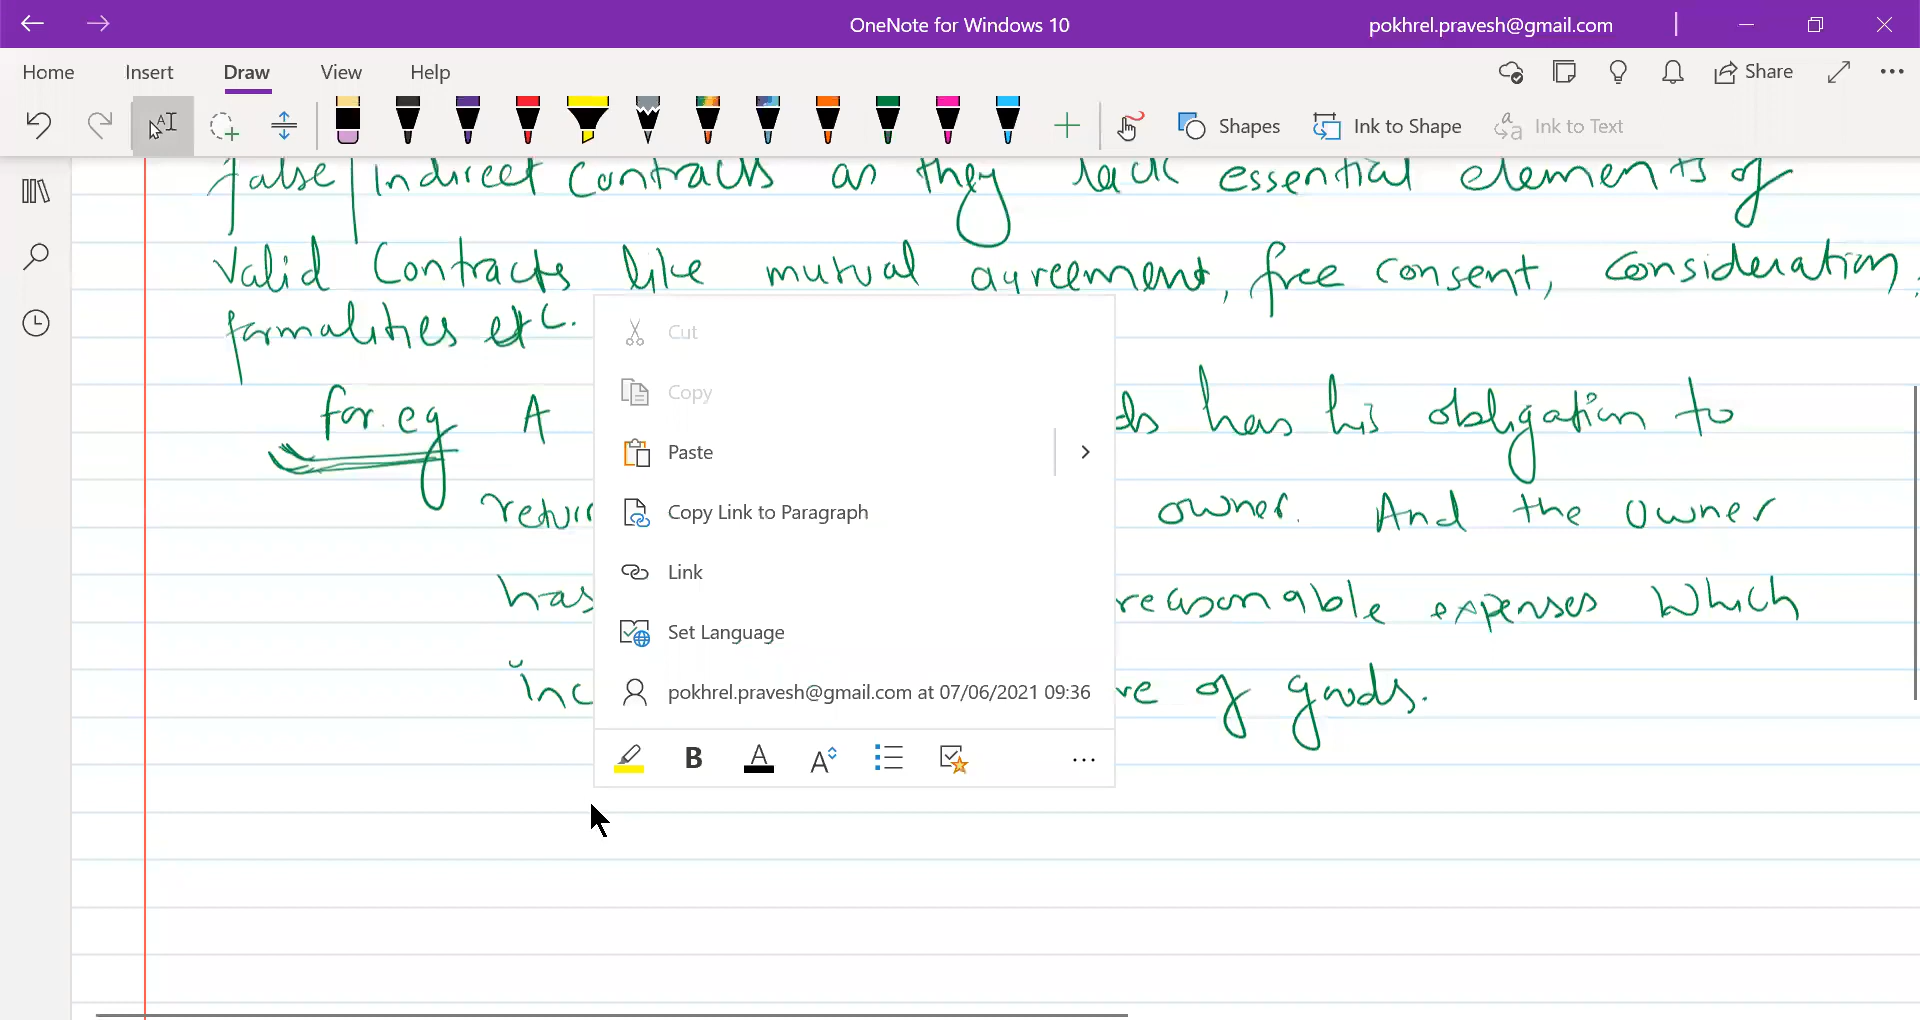 OneNote for Windows 10 pokhrel.pravesh@gmail.com
Home Insert Draw View Help Share
Shapes Ink to Shape Ink to Text
false | Indirect Contracts as they lack essential elements of
Valid Contracts like mutual agreement, free consent, consideration,
formalities etc.
for. eg A has his obligation to
owner. And the owner
has reasonable expenses which
of goods.
Cut
Copy
Paste
Copy Link to Paragraph
Link
Set Language
pokhrel.pravesh@gmail.com at 07/06/2021 09:36
B A A